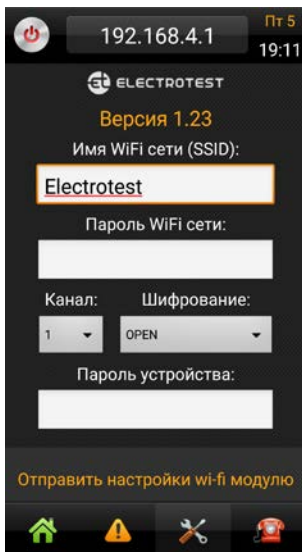 192.168.4.1
Пт 5
19:11
ELECTROTEST
Версия 1.23
Имя WiFi сети (SSID):
Electrotest
Пароль WiFi сети:
Канал: Шифрование:
1 OPEN
Пароль устройства:
Отправить настройки wi-fi модулю